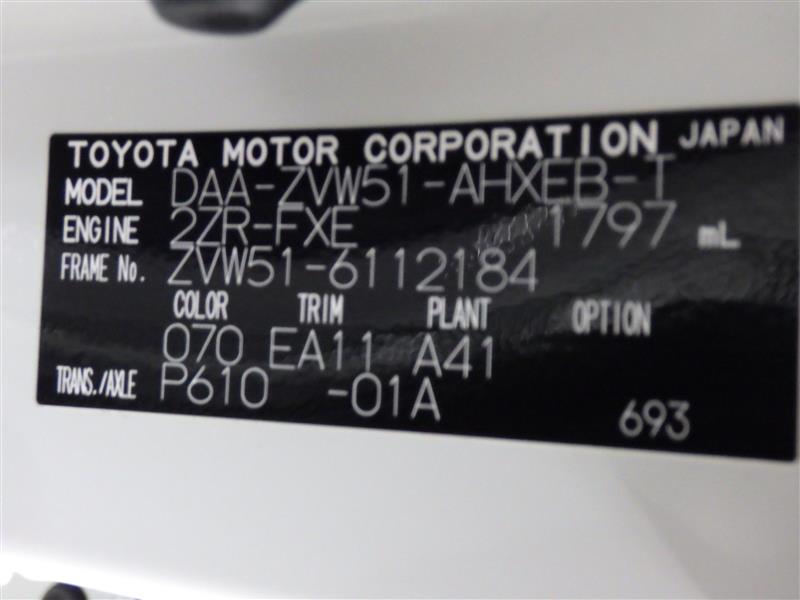 TOYOTA MOTOR CORPORATION JAPAN
MODEL DAA-ZVW51-AHXEB-T
ENGINE 2ZR-FXE 1797 mL
FRAME No. ZVW51-6112184
COLOR TRIM PLANT OPTION
070 EA11 A41
TRANS./AXLE P610 -01A
693